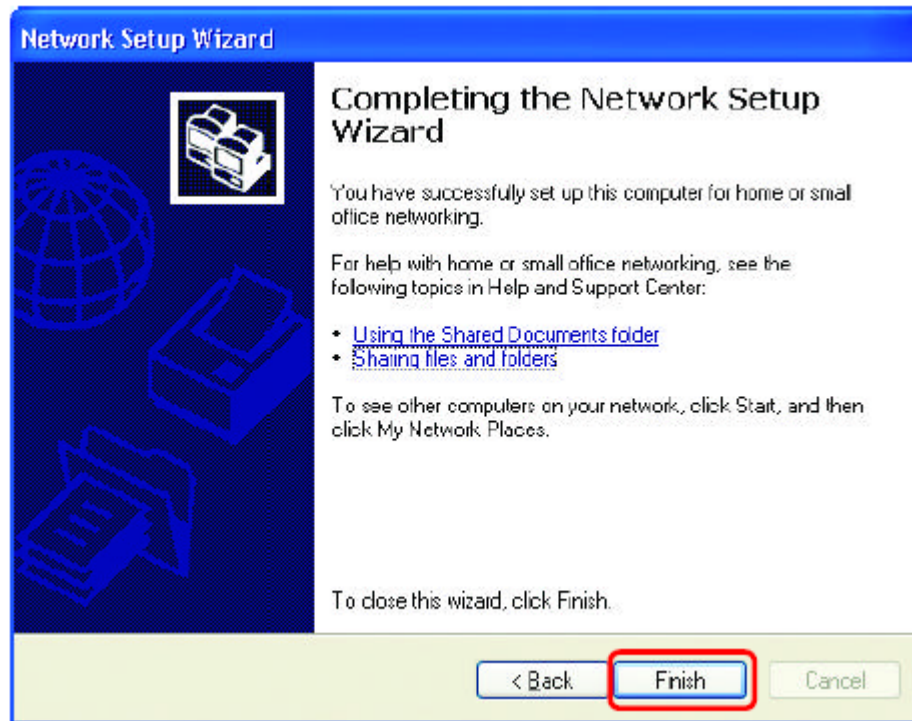 Network Setup Wizard
Completing the Network Setup
Wizard
You have successfully set up this computer for home or small
office networking.
For help with home or small office networking, see the
following topics in Help and Support Center:
• Using the Shared Documents folder
• Sharing files and folders
To see other computers on your network, click Start, and then
click My Network Places.
To close this wizard, click Finish.
< Back
Finish
Cancel